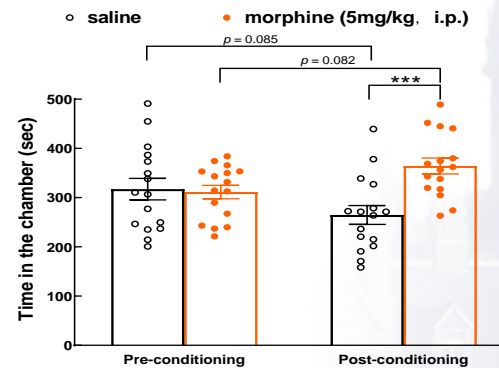 saline morphine (5mg/kg, i.p.)
p = 0.085
p = 0.082
***
Time in the chamber (sec)
500
400
300
200
100
0
Pre-conditioning Post-conditioning